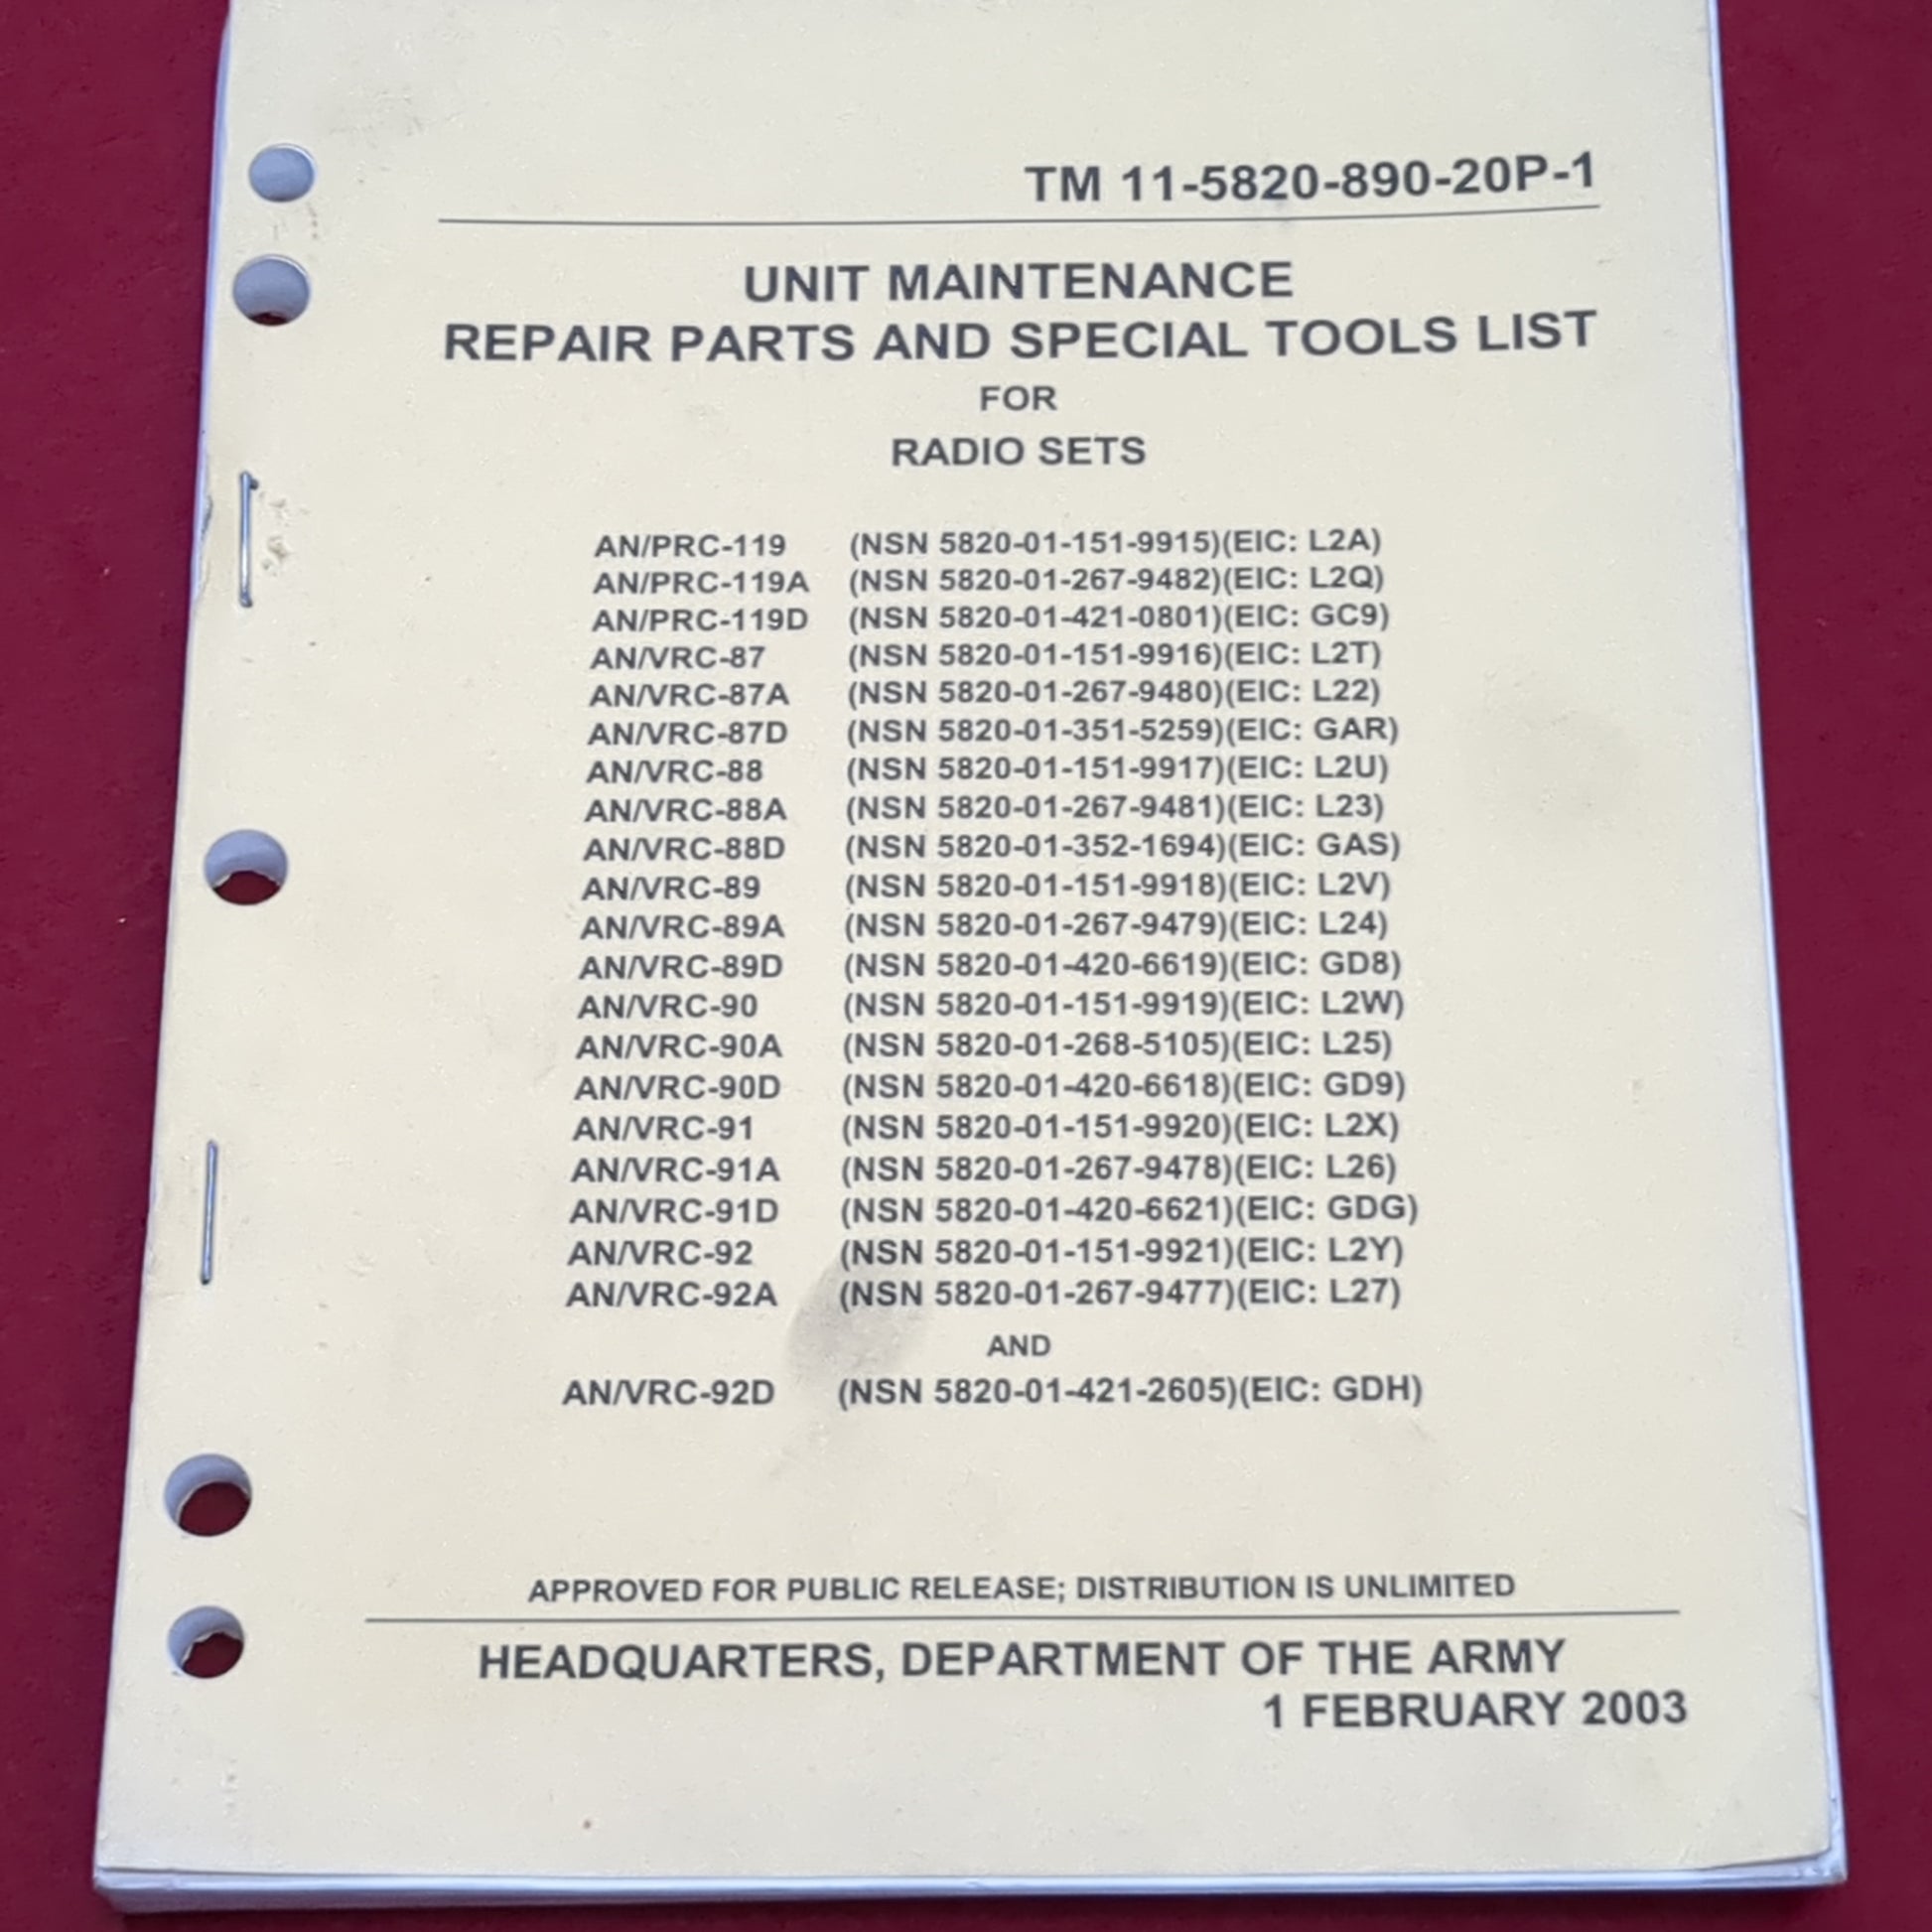 TM 11-5820-890-20P-1
UNIT MAINTENANCE
REPAIR PARTS AND SPECIAL TOOLS LIST
FOR
RADIO SETS
AN/PRC-119 (NSN 5820-01-151-9915)(EIC: L2A)
AN/PRC-119A (NSN 5820-01-267-9482)(EIC: L2Q)
AN/PRC-119D (NSN 5820-01-421-0801)(EIC: GC9)
AN/VRC-87 (NSN 5820-01-151-9916)(EIC: L2T)
AN/VRC-87A (NSN 5820-01-267-9480)(EIC: L22)
AN/VRC-87D (NSN 5820-01-351-5259)(EIC: GAR)
AN/VRC-88 (NSN 5820-01-151-9917)(EIC: L2U)
AN/VRC-88A (NSN 5820-01-267-9481)(EIC: L23)
AN/VRC-88D (NSN 5820-01-352-1694)(EIC: GAS)
AN/VRC-89 (NSN 5820-01-151-9918)(EIC: L2V)
AN/VRC-89A (NSN 5820-01-267-9479)(EIC: L24)
AN/VRC-89D (NSN 5820-01-420-6619)(EIC: GD8)
AN/VRC-90 (NSN 5820-01-151-9919)(EIC: L2W)
AN/VRC-90A (NSN 5820-01-268-5105)(EIC: L25)
AN/VRC-90D (NSN 5820-01-420-6618)(EIC: GD9)
AN/VRC-91 (NSN 5820-01-151-9920)(EIC: L2X)
AN/VRC-91A (NSN 5820-01-267-9478)(EIC: L26)
AN/VRC-91D (NSN 5820-01-420-6621)(EIC: GDG)
AN/VRC-92 (NSN 5820-01-151-9921)(EIC: L2Y)
AN/VRC-92A (NSN 5820-01-267-9477)(EIC: L27)
AND
AN/VRC-92D (NSN 5820-01-421-2605)(EIC: GDH)
APPROVED FOR PUBLIC RELEASE; DISTRIBUTION IS UNLIMITED
HEADQUARTERS, DEPARTMENT OF THE ARMY
1 FEBRUARY 2003